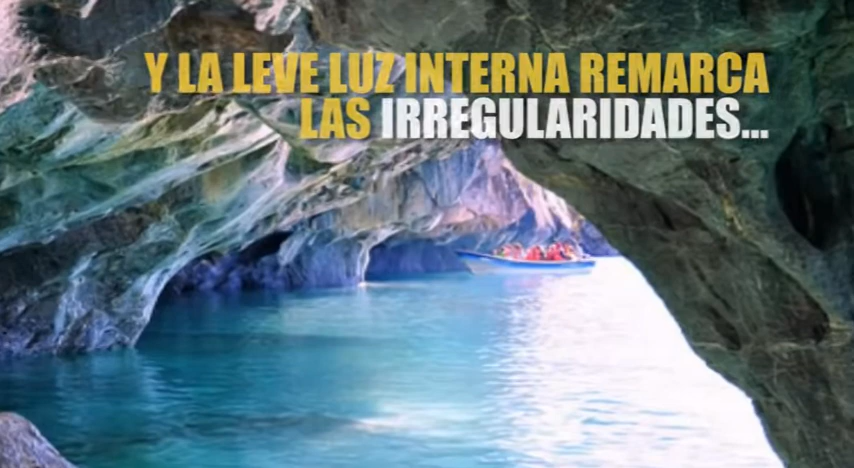 Y LA LEVE LUZ INTERNA REMARCA
LAS IRREGULARIDADES...